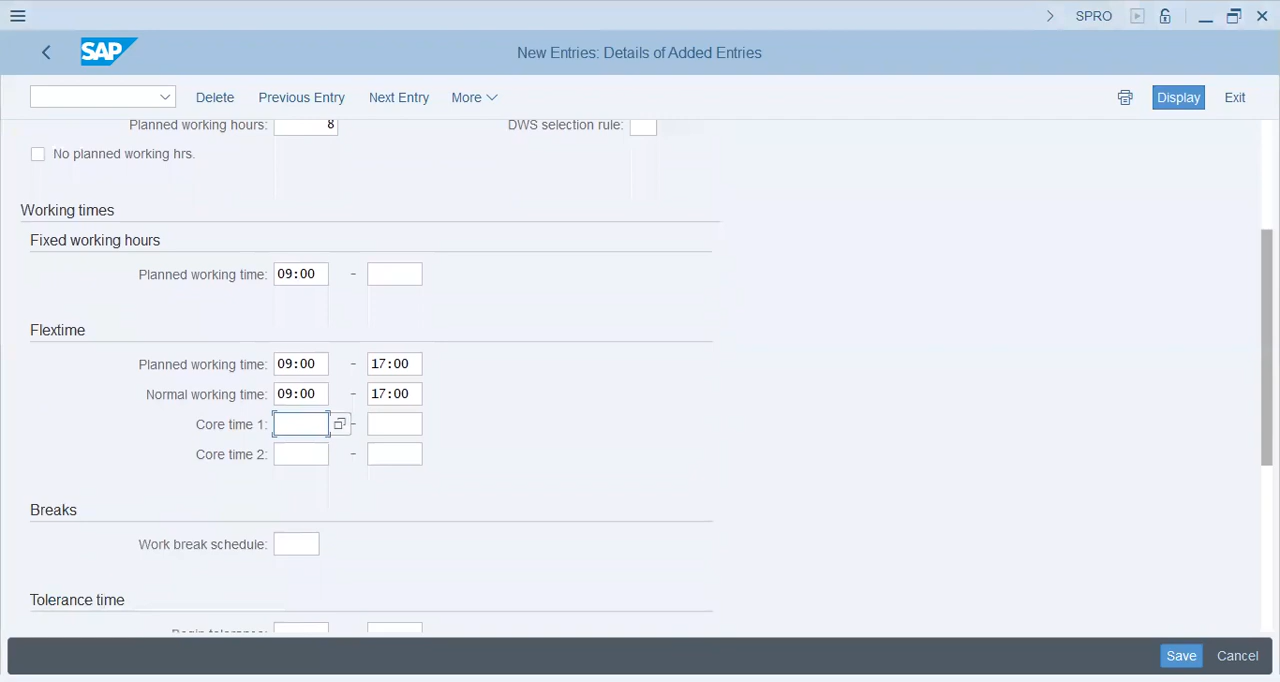 SPRO
SAP
New Entries: Details of Added Entries
Delete Previous Entry Next Entry More Display Exit
Planned working hours: 8 DWS selection rule:
No planned working hrs.
Working times
Fixed working hours
Planned working time: 09:00 -
Flextime
Planned working time: 09:00 - 17:00
Normal working time: 09:00 - 17:00
Core time 1: -
Core time 2: -
Breaks
Work break schedule:
Tolerance time
Begin tolerance:
Save Cancel